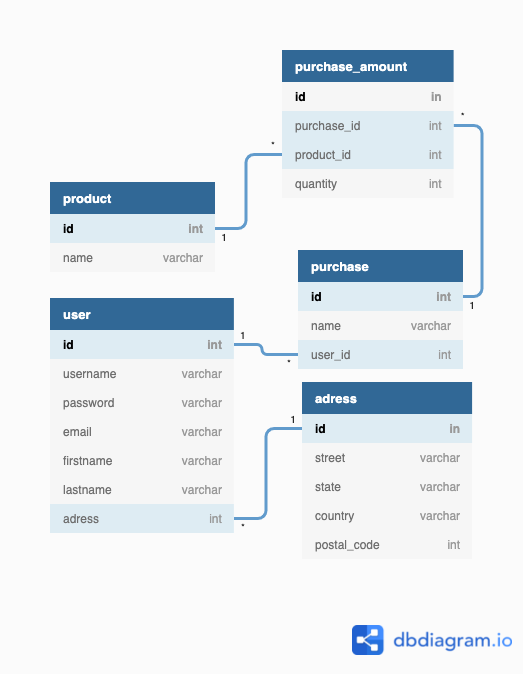 purchase_amount
id in
purchase_id int
*
product_id int
*
quantity int
product
id int
1
name varchar
purchase
id int
1
name varchar
user_id int
*
user
id int
1
username varchar
password varchar
email varchar
firstname varchar
lastname varchar
adress int
*
adress
1
id in
street varchar
state varchar
country varchar
postal_code int
dbdiagram.io